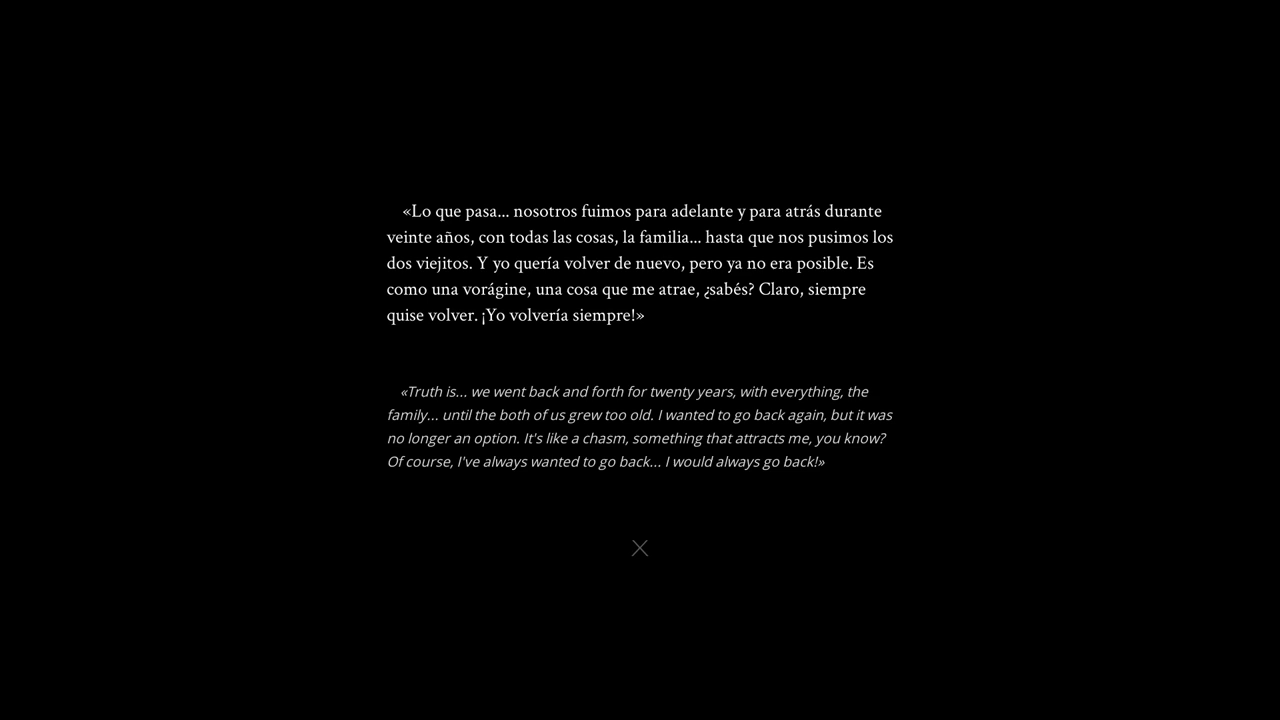 «Lo que pasa... nosotros fuimos para adelante y para atrás durante
veinte años, con todas las cosas, la familia... hasta que nos pusimos los
dos viejitos. Y yo quería volver de nuevo, pero ya no era posible. Es
como una vorágine, una cosa que me atrae, ¿sabés? Claro, siempre
quise volver. ¡Yo volvería siempre!»
«Truth is... we went back and forth for twenty years, with everything, the
family... until the both of us grew too old. I wanted to go back again, but it was
no longer an option. It's like a chasm, something that attracts me, you know?
Of course, I've always wanted to go back... I would always go back!»